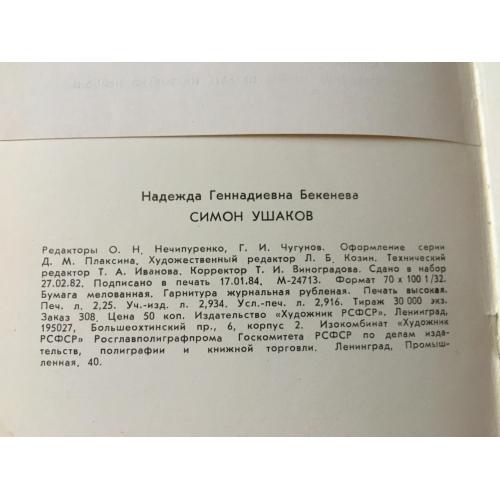 Надежда Геннадиевна Бекенева
СИМОН УШАКОВ
Редакторы О. Н. Нечипуренко, Г. И. Чугунов. Оформление серии
Д. М. Плаксина. Художественный редактор Л. Б. Козин. Технический
редактор Т. А. Иванова. Корректор Т. И. Виноградова. Сдано в набор
27.02.82. Подписано в печать 17.01.84. М-24713. Формат 70 х 100 1/32.
Бумага мелованная. Гарнитура журнальная рубленая. Печать высокая.
Печ. л. 2,25. Уч.-изд. л. 2,934. Усл.-печ. л. 2,916. Тираж 30 000 экз.
Заказ 308. Цена 50 коп. Издательство «Художник РСФСР». Ленинград,
195027, Большеохтинский пр., 6, корпус 2. Изокомбинат «Художник
РСФСР» Росглавполиграфпрома Госкомитета РСФСР по делам изда-
тельств, полиграфии и книжной торговли. Ленинград, Промыш-
ленная, 40.